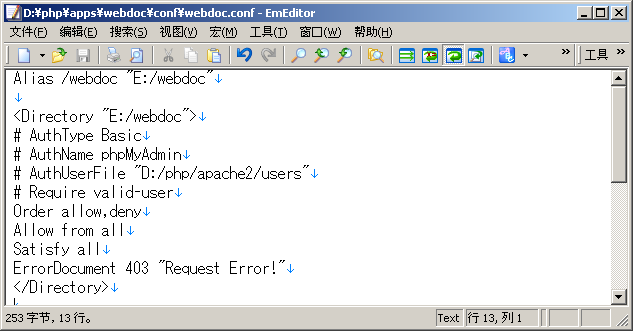 D:¥php¥apps¥webdoc¥conf¥webdoc.conf - EmEditor
文件(F) 编辑(E) 搜索(S) 视图(V) 宏(M) 工具(T) 窗口(W) 帮助(H)
» 工具 »
Alias /webdoc "E:/webdoc"↓
↓
<Directory "E:/webdoc">↓
# AuthType Basic↓
# AuthName phpMyAdmin↓
# AuthUserFile "D:/php/apache2/users"↓
# Require valid-user↓
Order allow,deny↓
Allow from all↓
Satisfy all↓
ErrorDocument 403 "Request Error!"↓
</Directory>↓
253 字节, 13 行。 Text 行 13, 列 1